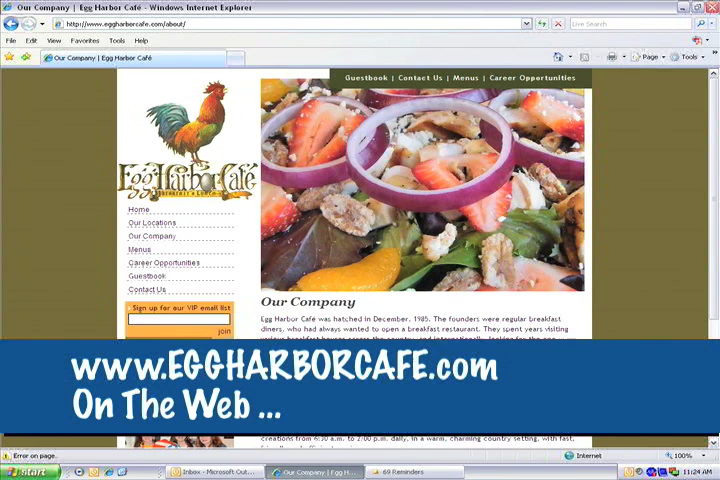 Our Company | Egg Harbor Café - Windows Internet Explorer
http://www.eggharborcafe.com/about/
Live Search
File Edit View Favorites Tools Help
Our Company | Egg Harbor Café
Page Tools
Guestbook | Contact Us | Menus | Career Opportunities
Egg Harbor Café
Home
Our Locations
Our Company
Menus
Career Opportunities
Guestbook
Contact Us
Sign up for our VIP email list
join
Our Company
Egg Harbor Cafe was hatched in December, 1985. The founders were regular breakfast
diners, who had always wanted to open a breakfast restaurant. They spent years visiting
www.EGGHARBORCAFE.com
On The Web ...
creations from 6:30 a.m. to 2:00 p.m. daily, in a warm, charming country setting, with fast,
Error on page.
Internet
100%
start
Inbox - Microsoft Out...
Our Company | Egg H...
69 Reminders
11:24 AM